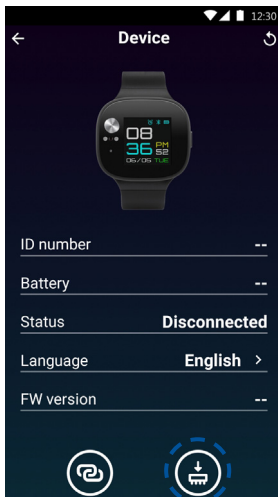 12:30
Device
08
36 PM
52
06/05 TUE
ID number --
Battery --
Status Disconnected
Language English >
FW version --